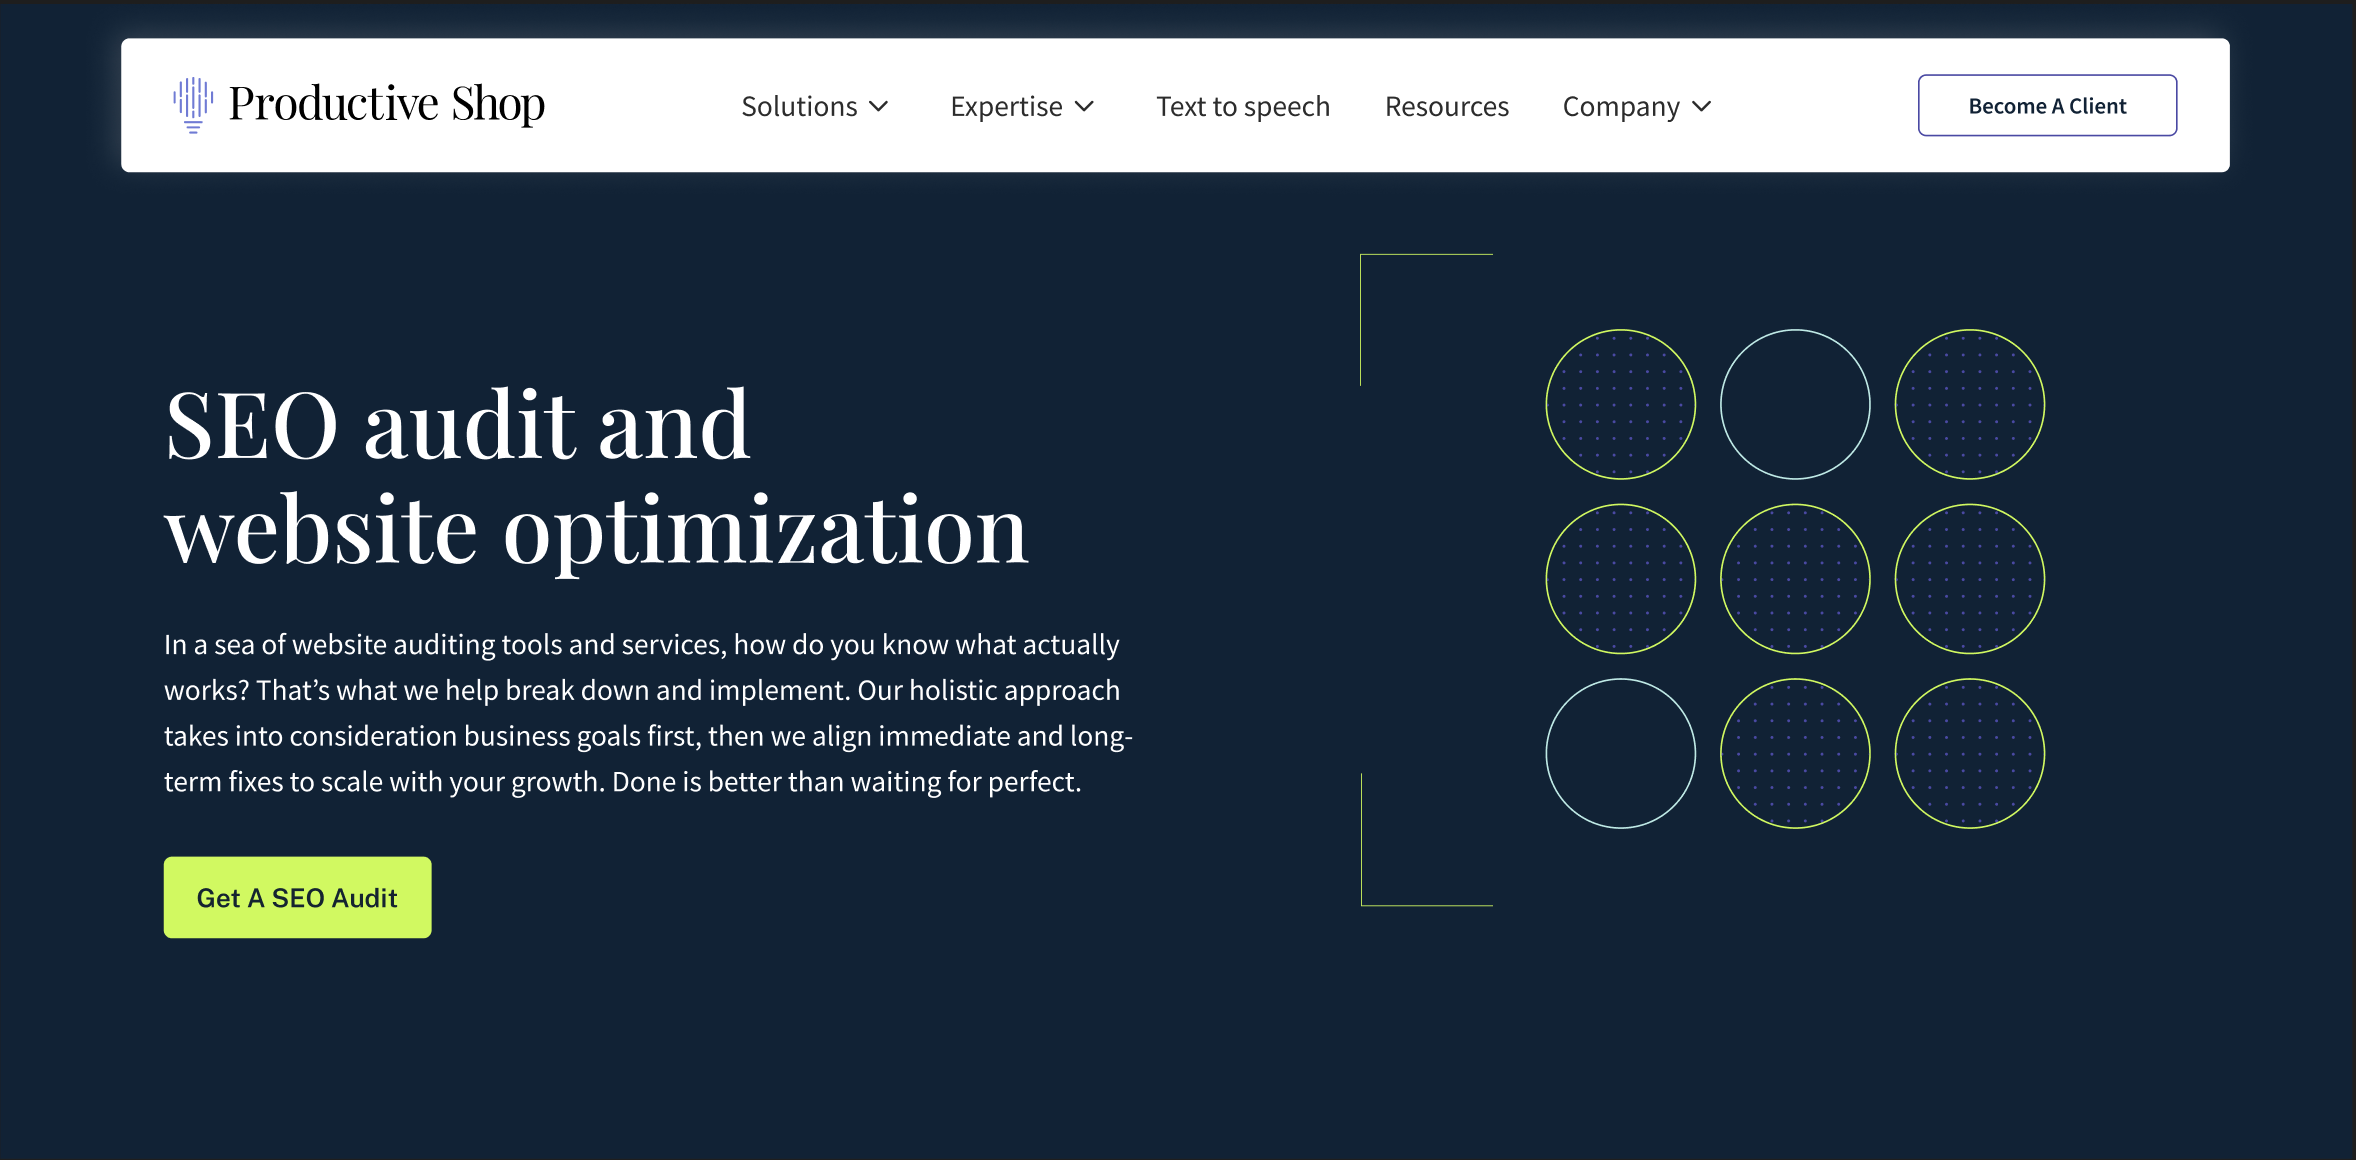 Productive Shop
Solutions
Expertise
Text to speech
Resources
Company
Become A Client
SEO audit and
website optimization
In a sea of website auditing tools and services, how do you know what actually
works? That’s what we help break down and implement. Our holistic approach
takes into consideration business goals first, then we align immediate and long-
term fixes to scale with your growth. Done is better than waiting for perfect.
Get A SEO Audit